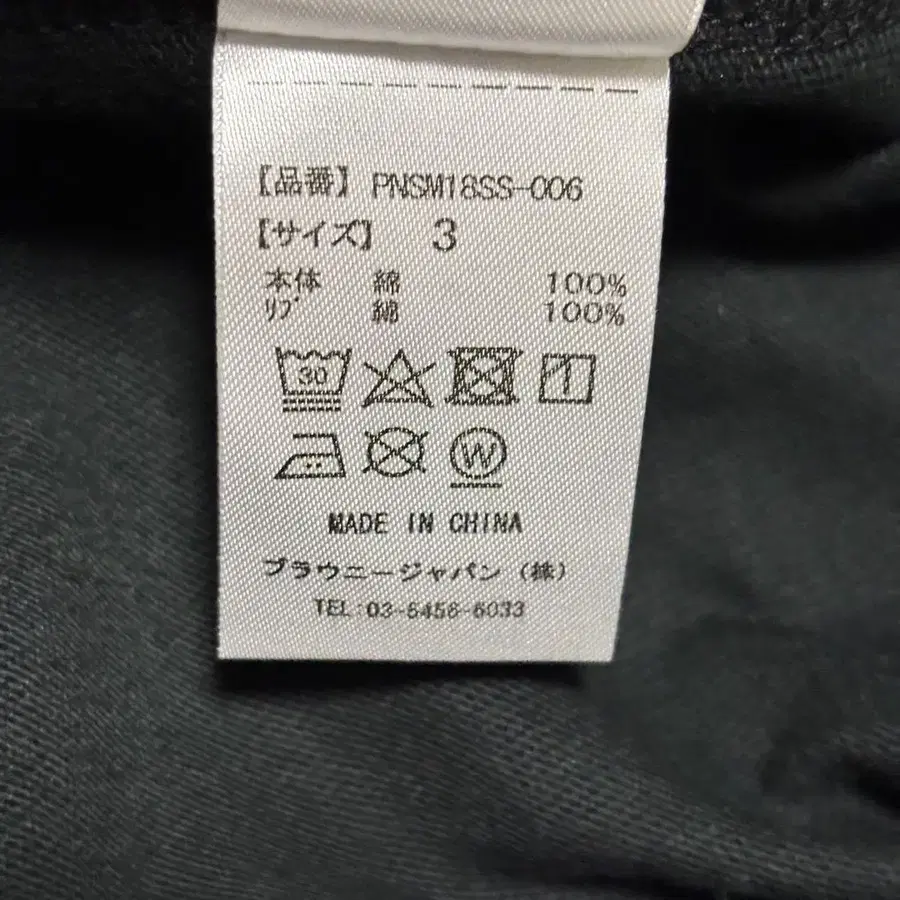 【品番】 PNSM18SS-006
【サイズ】 3
本体 綿 100%
ﾘﾌﾞ 綿 100%
30
W
MADE IN CHINA
ブラウニージャパン (株)
TEL:03-5456-6033